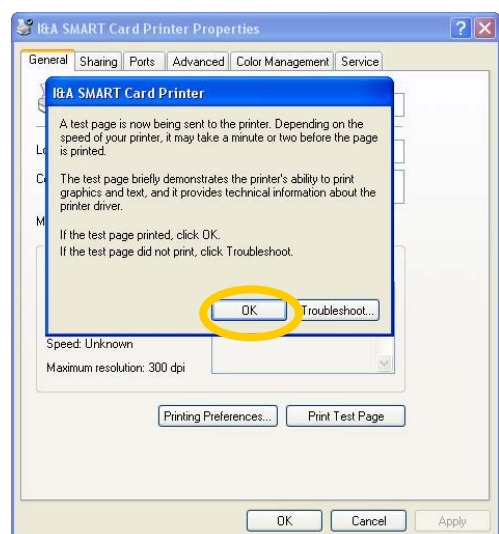 I&A SMART Card Printer Properties
General Sharing Ports Advanced Color Management Service
I&A SMART Card Printer
A test page is now being sent to the printer. Depending on the
speed of your printer, it may take a minute or two before the page
is printed.
The test page briefly demonstrates the printer's ability to print
graphics and text, and it provides technical information about the
printer driver.
If the test page printed, click OK.
If the test page did not print, click Troubleshoot.
OK Troubleshoot...
Speed: Unknown
Maximum resolution: 300 dpi
Printing Preferences... Print Test Page
OK Cancel Apply